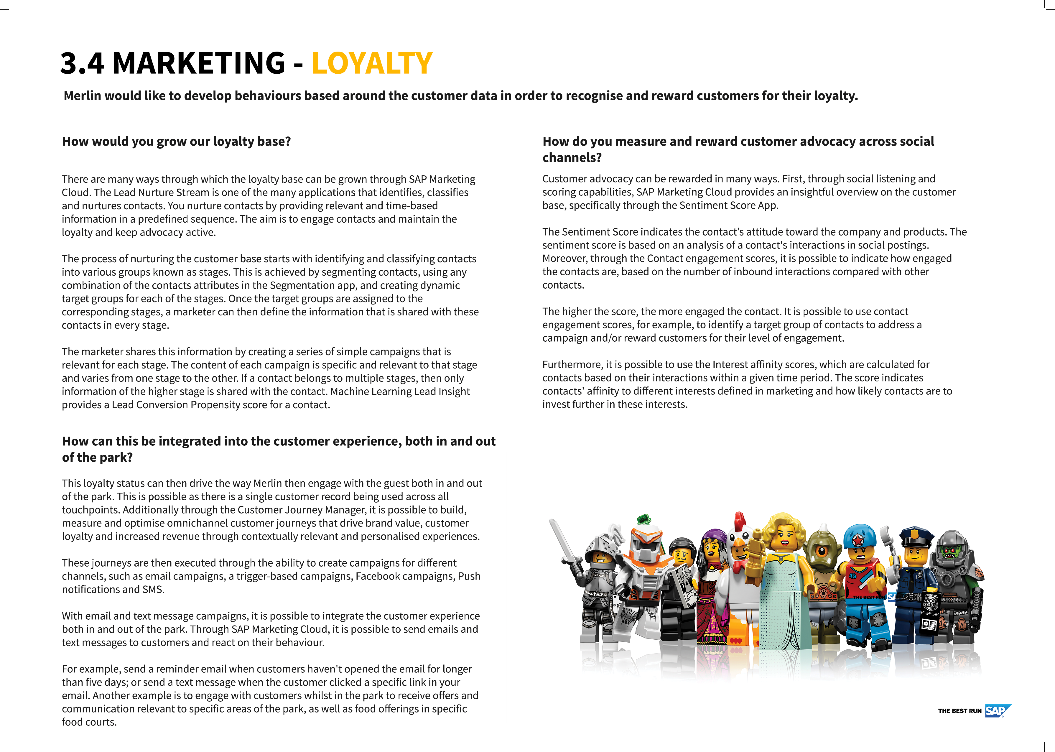 3.4 MARKETING - LOYALTY
Merlin would like to develop behaviours based around the customer data in order to recognise and reward customers for their loyalty.
How would you grow our loyalty base?
There are many ways through which the loyalty base can be grown through SAP Marketing
Cloud. The Lead Nurture Stream is one of the many applications that identifies, classifies
and nurtures contacts. You nurture contacts by providing relevant and time-based
information in a predefined sequence. The aim is to engage contacts and maintain the
loyalty and keep advocacy active.
The process of nurturing the customer base starts with identifying and classifying contacts
into various groups known as stages. This is achieved by segmenting contacts, using any
combination of the contacts attributes in the Segmentation app, and creating dynamic
target groups for each of the stages. Once the target groups are assigned to the
corresponding stages, a marketer can then define the information that is shared with these
contacts in every stage.
The marketer shares this information by creating a series of simple campaigns that is
relevant for each stage. The content of each campaign is specific and relevant to that stage
and varies from one stage to the other. If a contact belongs to multiple stages, then only
information of the higher stage is shared with the contact. Machine Learning Lead Insight
provides a Lead Conversion Propensity score for a contact.
How can this be integrated into the customer experience, both in and out
of the park?
This loyalty status can then drive the way Merlin then engage with the guest both in and out
of the park. This is possible as there is a single customer record being used across all
touchpoints. Additionally through the Customer Journey Manager, it is possible to build,
measure and optimise omnichannel customer journeys that drive brand value, customer
loyalty and increased revenue through contextually relevant and personalised experiences.
These journeys are then executed through the ability to create campaigns for different
channels, such as email campaigns, a trigger-based campaigns, Facebook campaigns, Push
notifications and SMS.
With email and text message campaigns, it is possible to integrate the customer experience
both in and out of the park. Through SAP Marketing Cloud, it is possible to send emails and
text messages to customers and react on their behaviour.
For example, send a reminder email when customers haven't opened the email for longer
than five days; or send a text message when the customer clicked a specific link in your
email. Another example is to engage with customers whilst in the park to receive offers and
communication relevant to specific areas of the park, as well as food offerings in specific
food courts.
How do you measure and reward customer advocacy across social
channels?
Customer advocacy can be rewarded in many ways. First, through social listening and
scoring capabilities, SAP Marketing Cloud provides an insightful overview on the customer
base, specifically through the Sentiment Score App.
The Sentiment Score indicates the contact's attitude toward the company and products. The
sentiment score is based on an analysis of a contact's interactions in social postings.
Moreover, through the Contact engagement scores, it is possible to indicate how engaged
the contacts are, based on the number of inbound interactions compared with other
contacts.
The higher the score, the more engaged the contact. It is possible to use contact
engagement scores, for example, to identify a target group of contacts to address a
campaign and/or reward customers for their level of engagement.
Furthermore, it is possible to use the Interest affinity scores, which are calculated for
contacts based on their interactions within a given time period. The score indicates
contacts' affinity to different interests defined in marketing and how likely contacts are to
invest further in these interests.
THE BEST RUN SAP